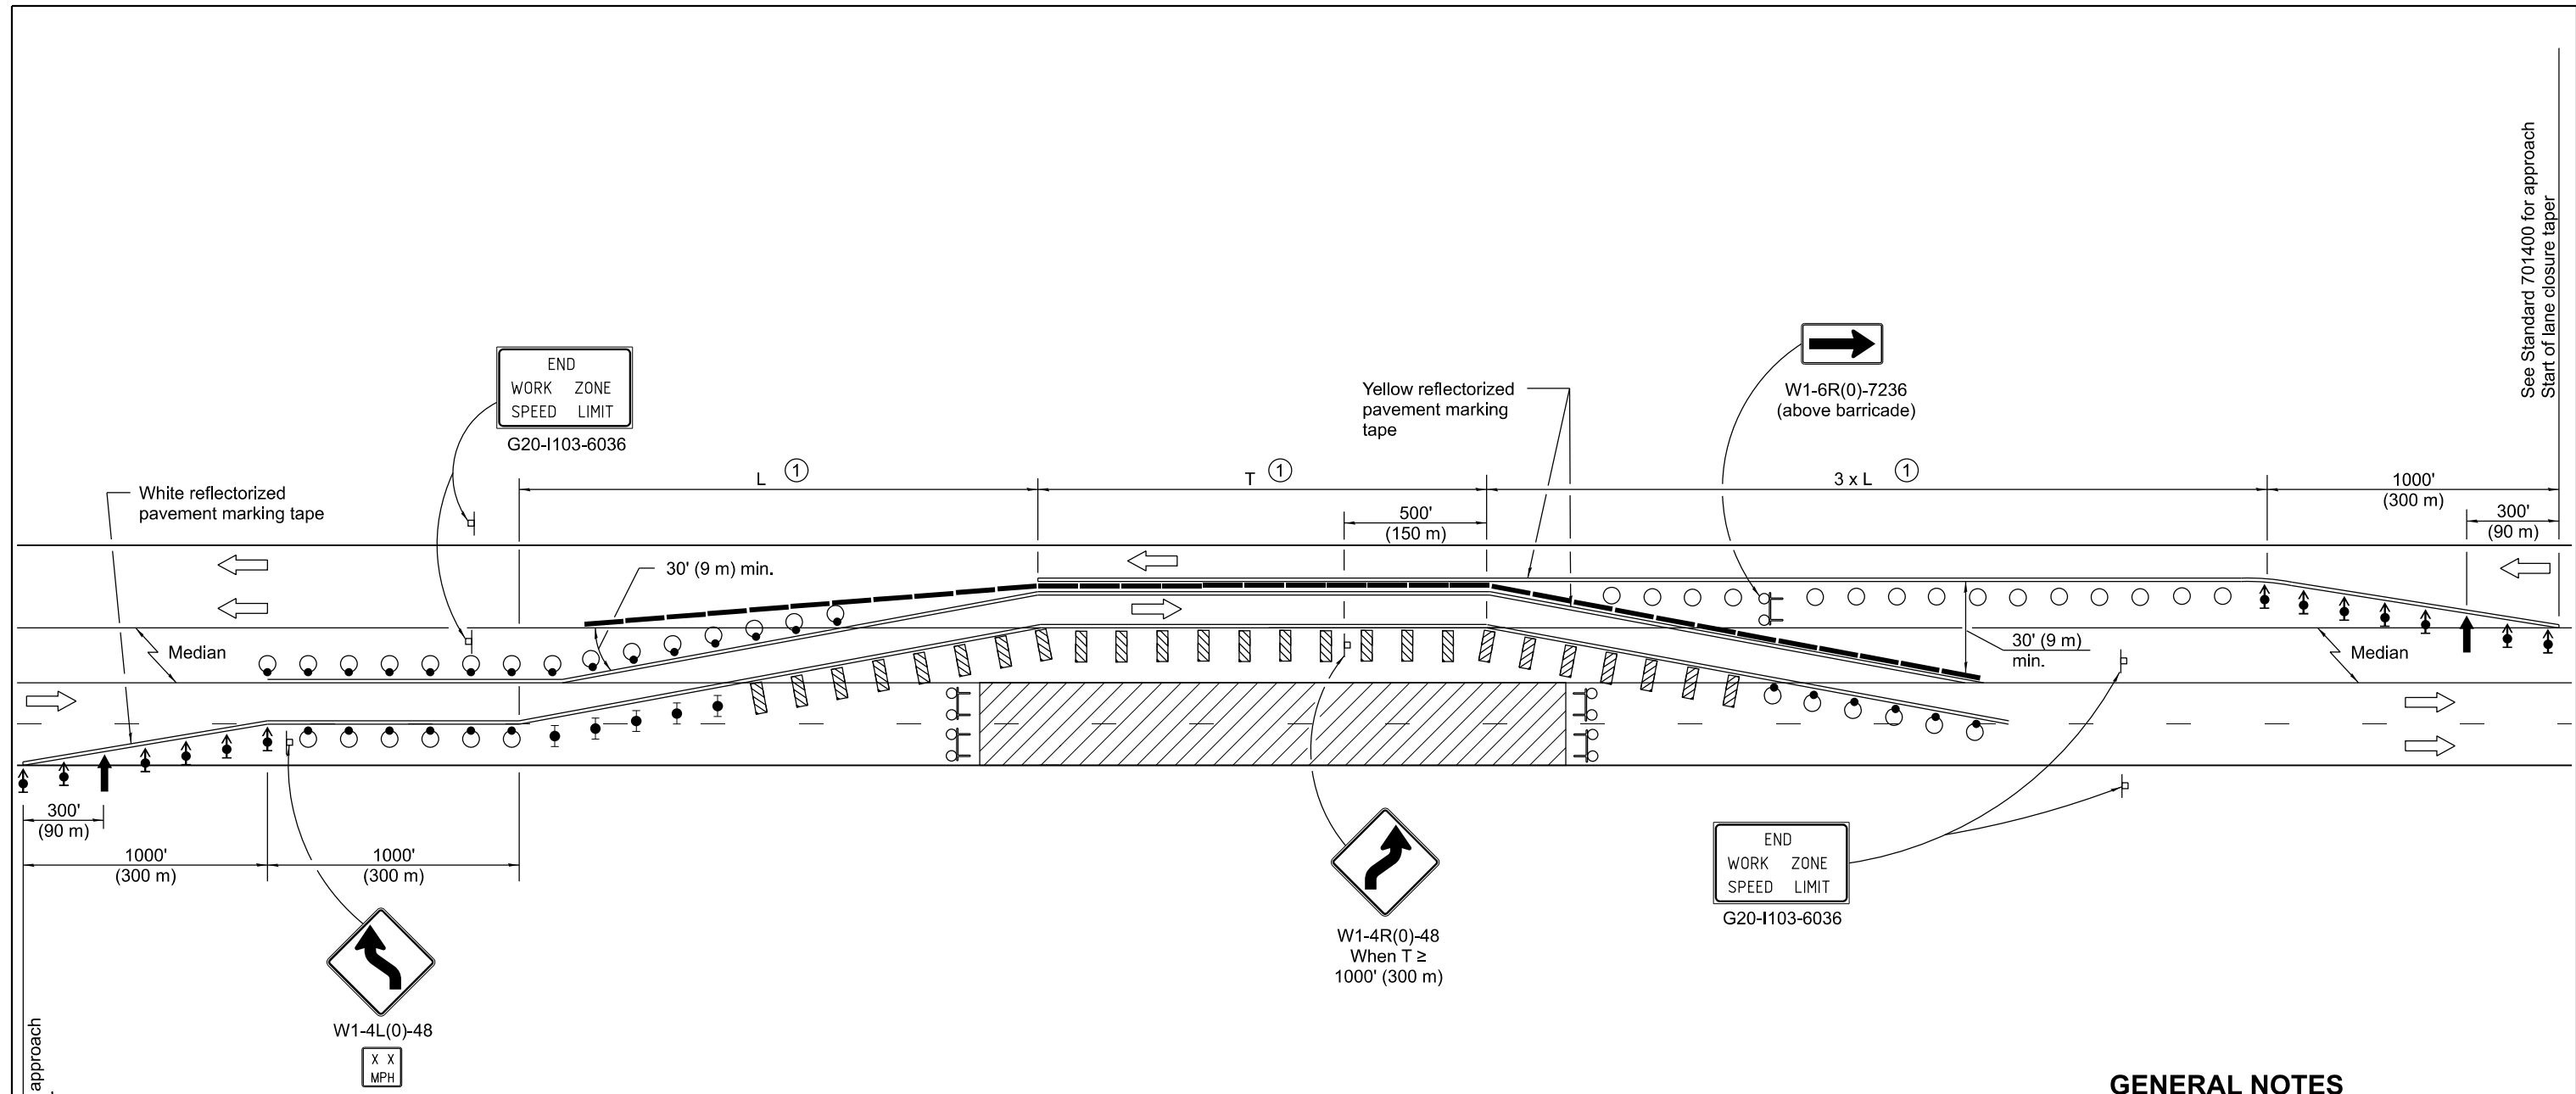 See Standard 701400 for approach
Start of lane closure taper
END
WORK ZONE
SPEED LIMIT
G20-I103-6036
W1-6R(0)-7236
(above barricade)
Yellow reflectorized
pavement marking
tape
White reflectorized
pavement marking tape
L 1
T 1
3 x L 1
1000'
(300 m)
500'
(150 m)
300'
(90 m)
30' (9 m) min.
Median
30' (9 m)
min.
Median
300'
(90 m)
1000'
(300 m)
1000'
(300 m)
W1-4L(0)-48
X X
MPH
W1-4R(0)-48
When T ≥
1000' (300 m)
END
WORK ZONE
SPEED LIMIT
G20-I103-6036
approach
GENERAL NOTES